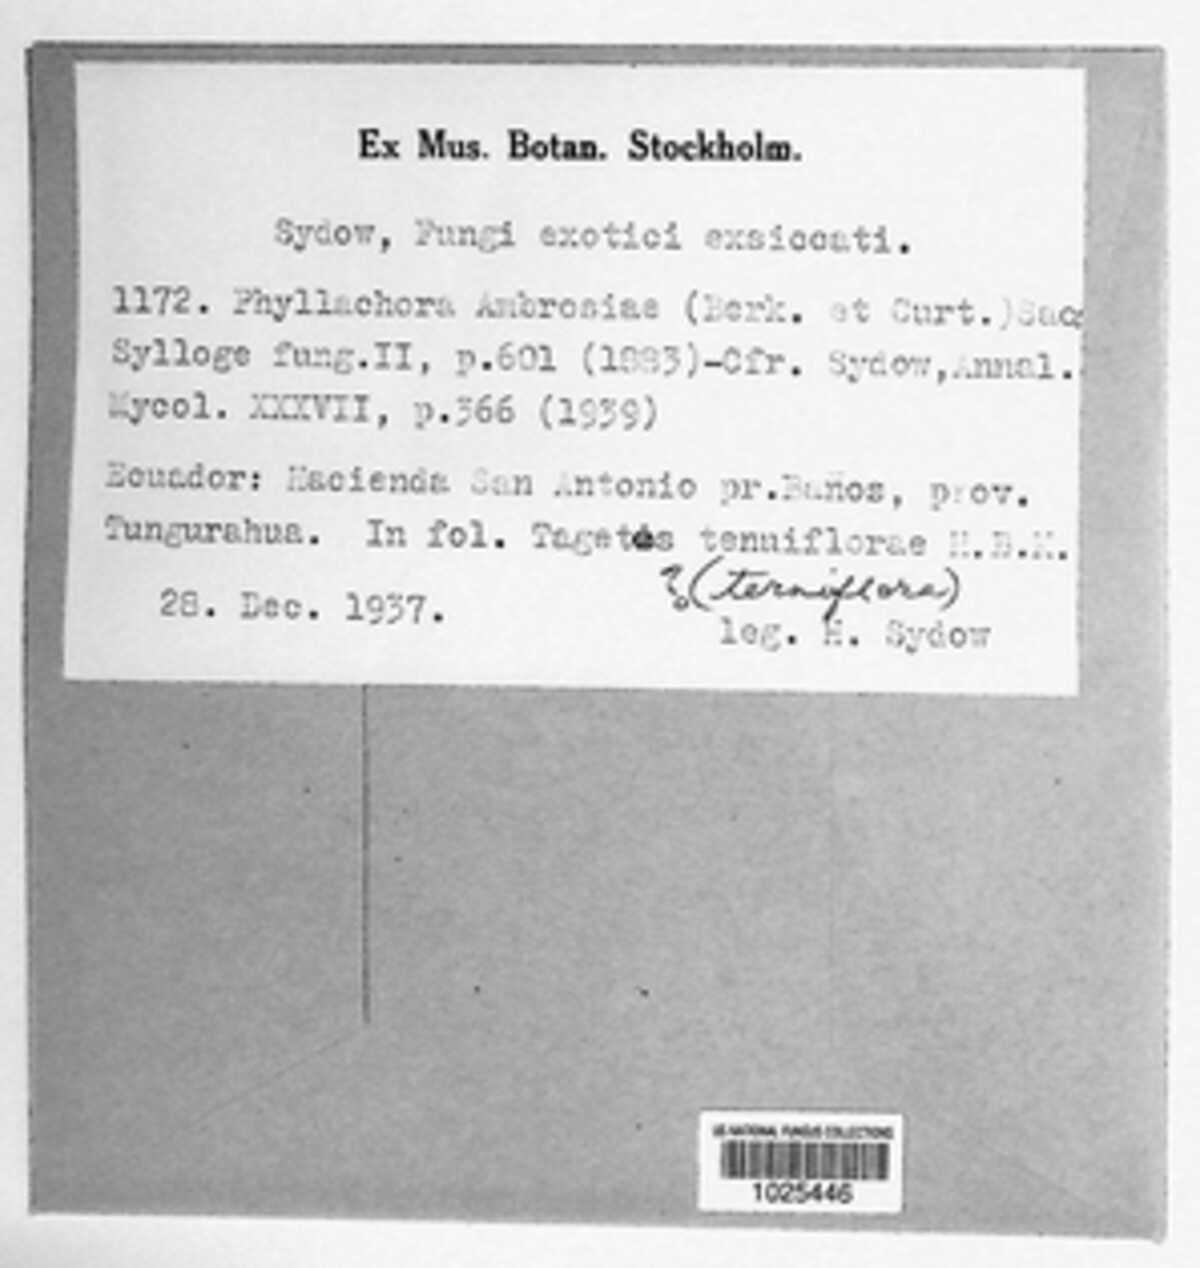 Ex Mus. Botan. Stockholm.
Sydow, Fungi exotici exsiccati.
1172. Phyllachora Ambrosiae (Berk. et Curt.)Sacc
Sylloge fung.II, p.601 (1883)-Cfr. Sydow,Annal.
Mycol. XXXVII, p.366 (1939)
Ecuador: Hacienda San Antonio pr.Baños, prov.
Tungurahua. In fol. Tagetis tenuiflorae H.B.K.
? (terniflora)
28. Dec. 1937.
leg. H. Sydow
US NATIONAL FUNGUS COLLECTIONS
1025446